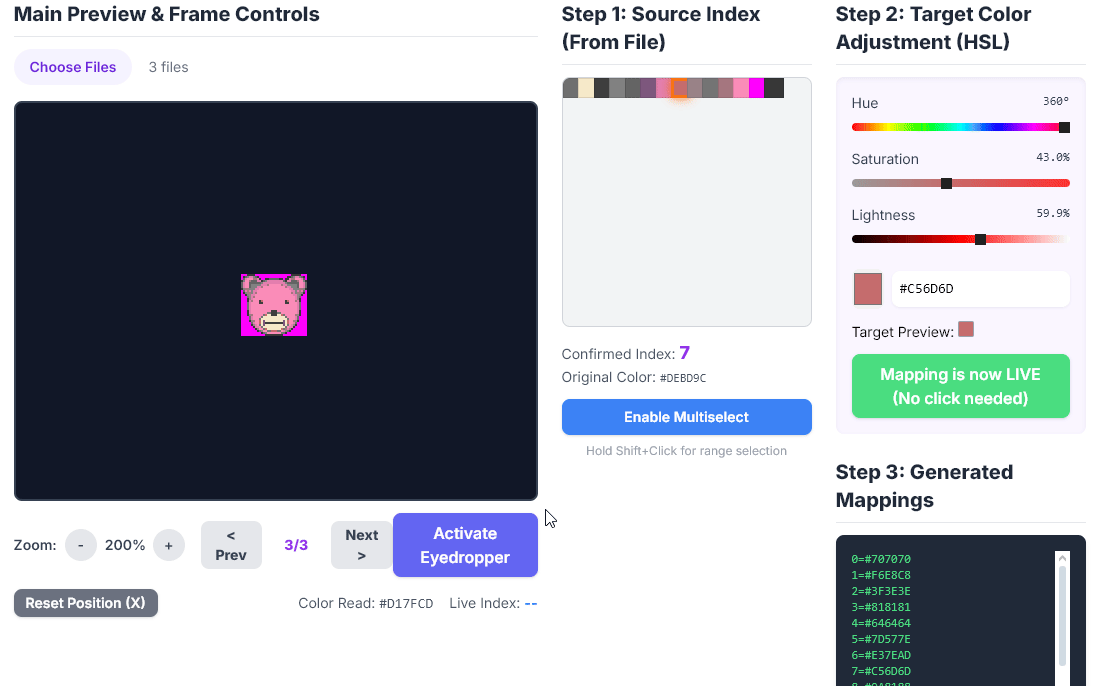 Main Preview & Frame Controls
Choose Files
3 files
Zoom:
-
200%
+
< Prev
3/3
Next >
Activate
Eyedropper
Reset Position (X)
Color Read: #D17FCD
Live Index: --
Step 1: Source Index
(From File)
Confirmed Index: 7
Original Color: #DEBD9C
Enable Multiselect
Hold Shift+Click for range selection
Step 2: Target Color
Adjustment (HSL)
Hue
360°
Saturation
43.0%
Lightness
59.9%
#C56D6D
Target Preview:
Mapping is now LIVE
(No click needed)
Step 3: Generated
Mappings
0=#707070
1=#F6E8C8
2=#3F3E3E
3=#818181
4=#646464
5=#7D577E
6=#E37EAD
7=#C56D6D